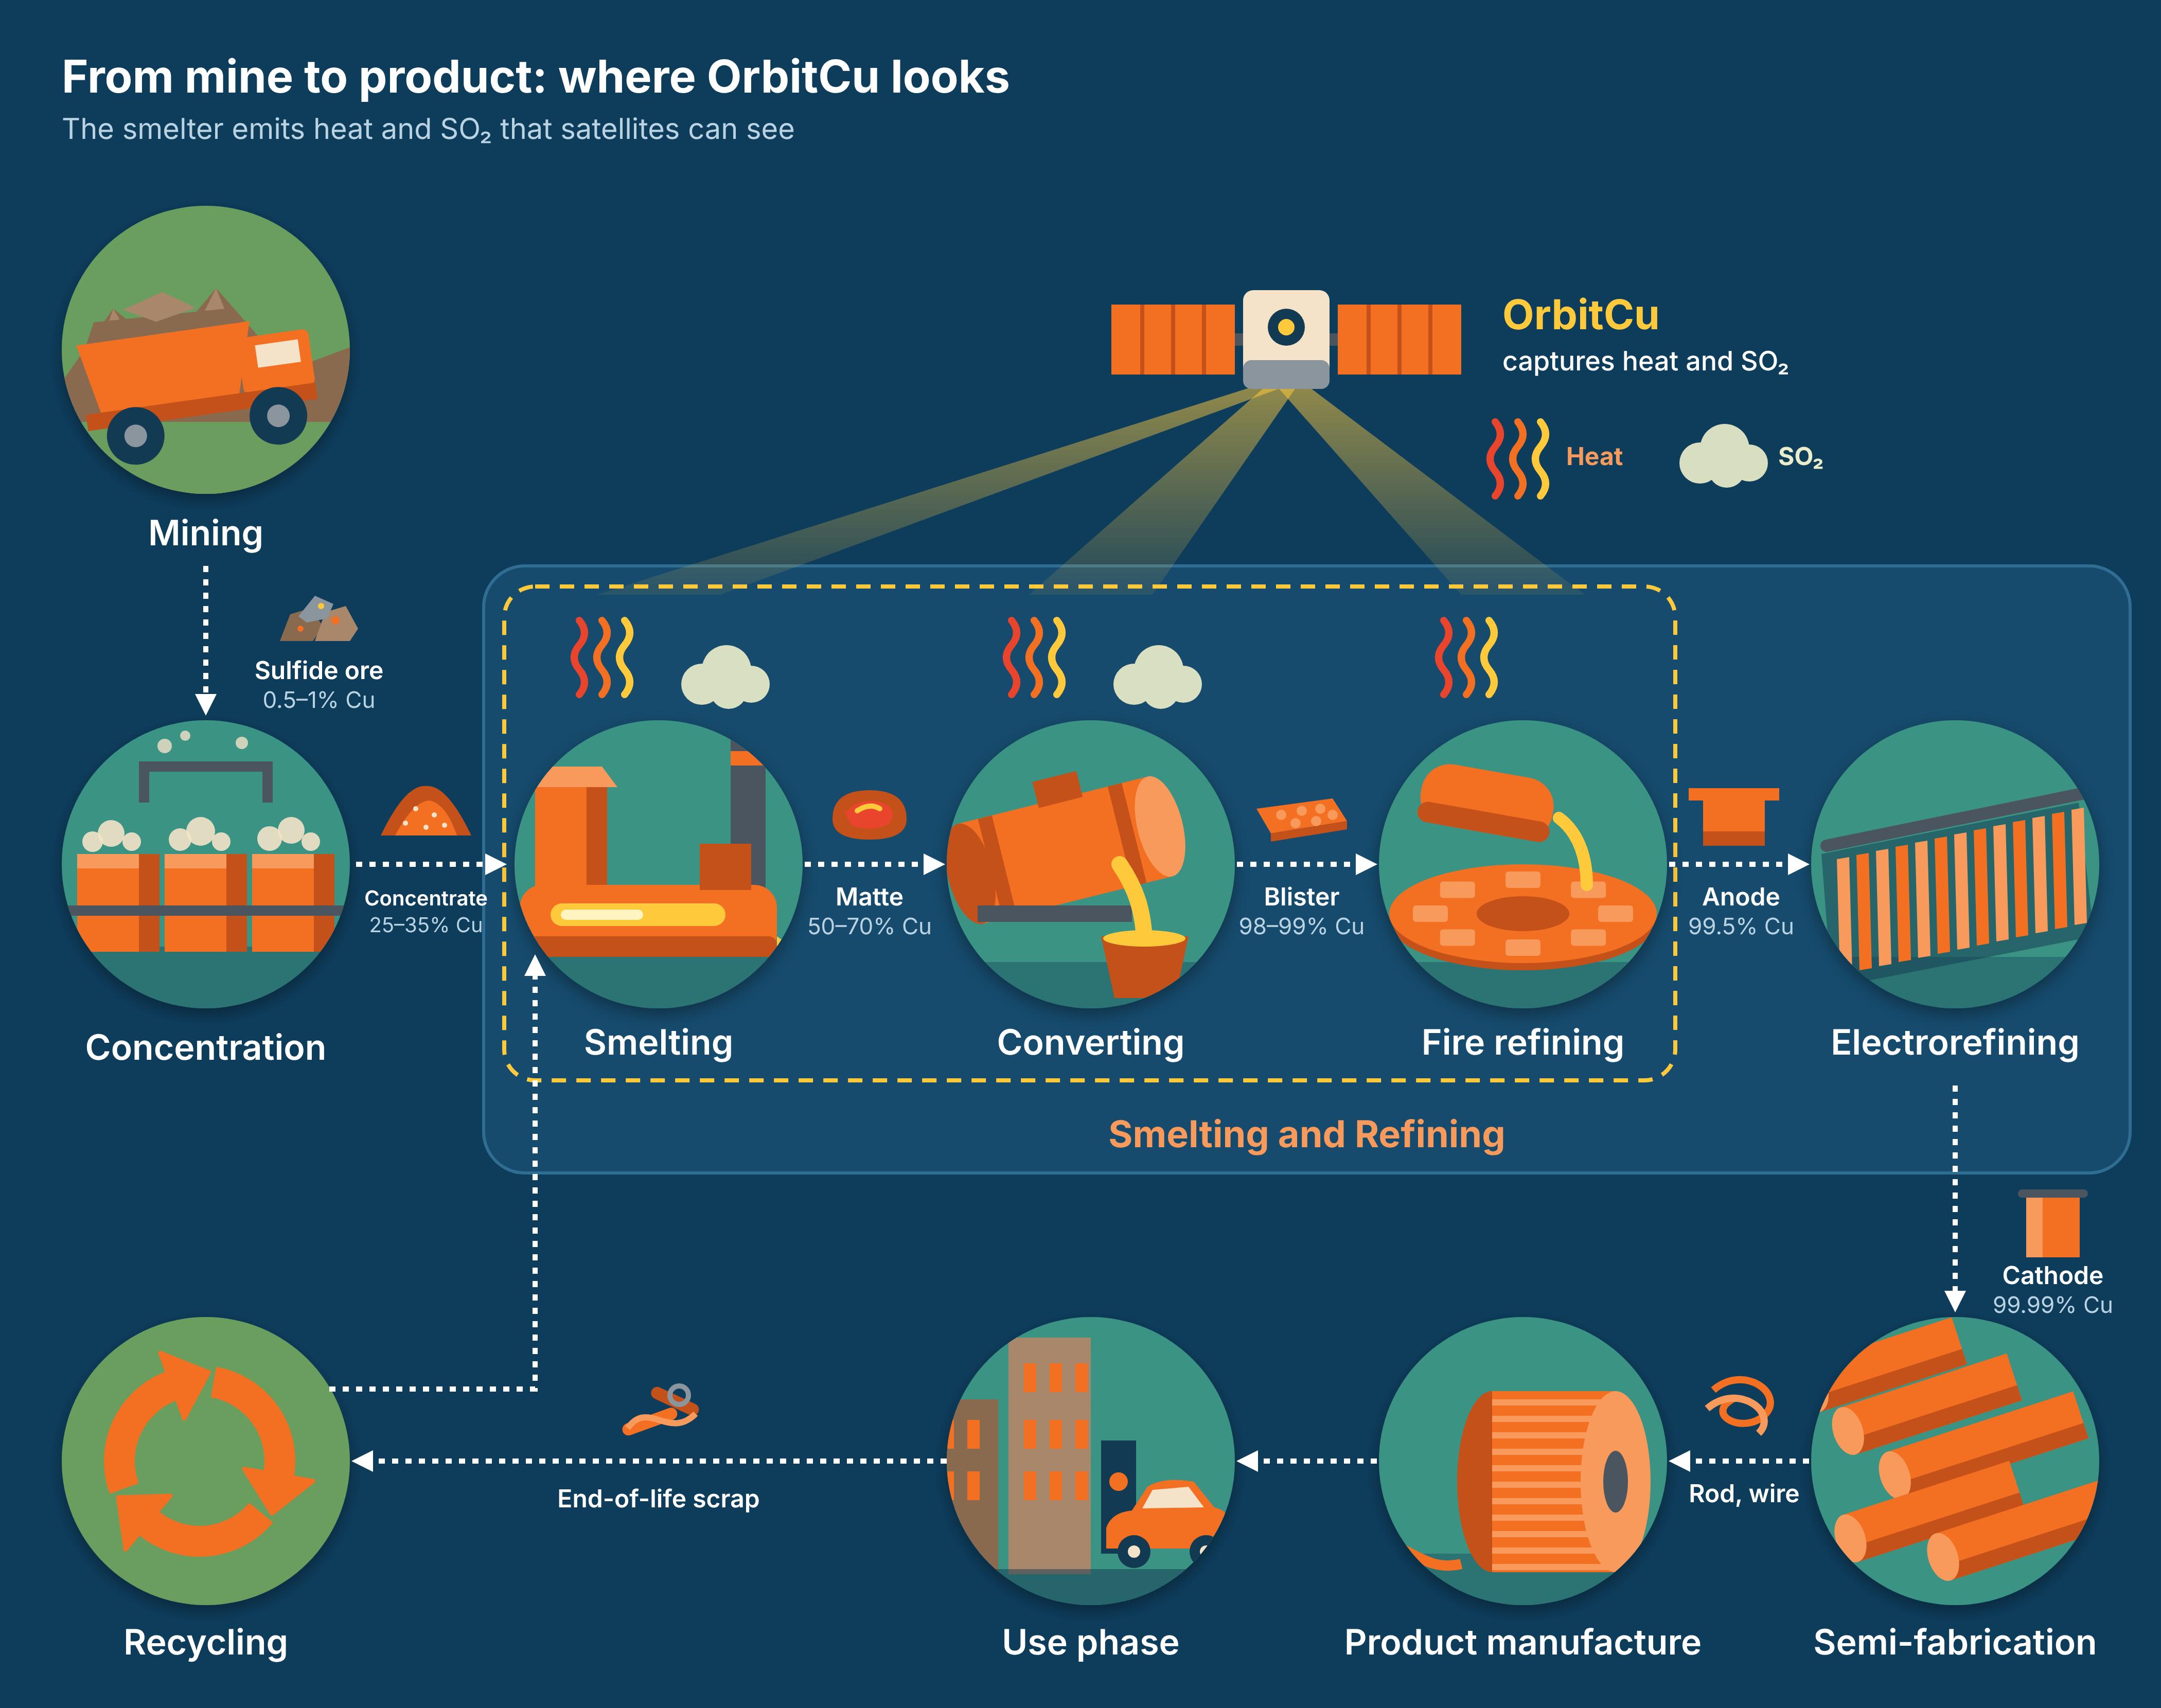 From mine to product: where OrbitCu looks
The smelter emits heat and SO₂ that satellites can see
OrbitCu
captures heat and SO₂
Heat
SO₂
Mining
Sulfide ore
0.5–1% Cu
Concentrate
25–35% Cu
Matte
50–70% Cu
Blister
98–99% Cu
Anode
99.5% Cu
Concentration
Smelting
Converting
Fire refining
Electrorefining
Smelting and Refining
Cathode
99.99% Cu
End-of-life scrap
Rod, wire
Recycling
Use phase
Product manufacture
Semi-fabrication